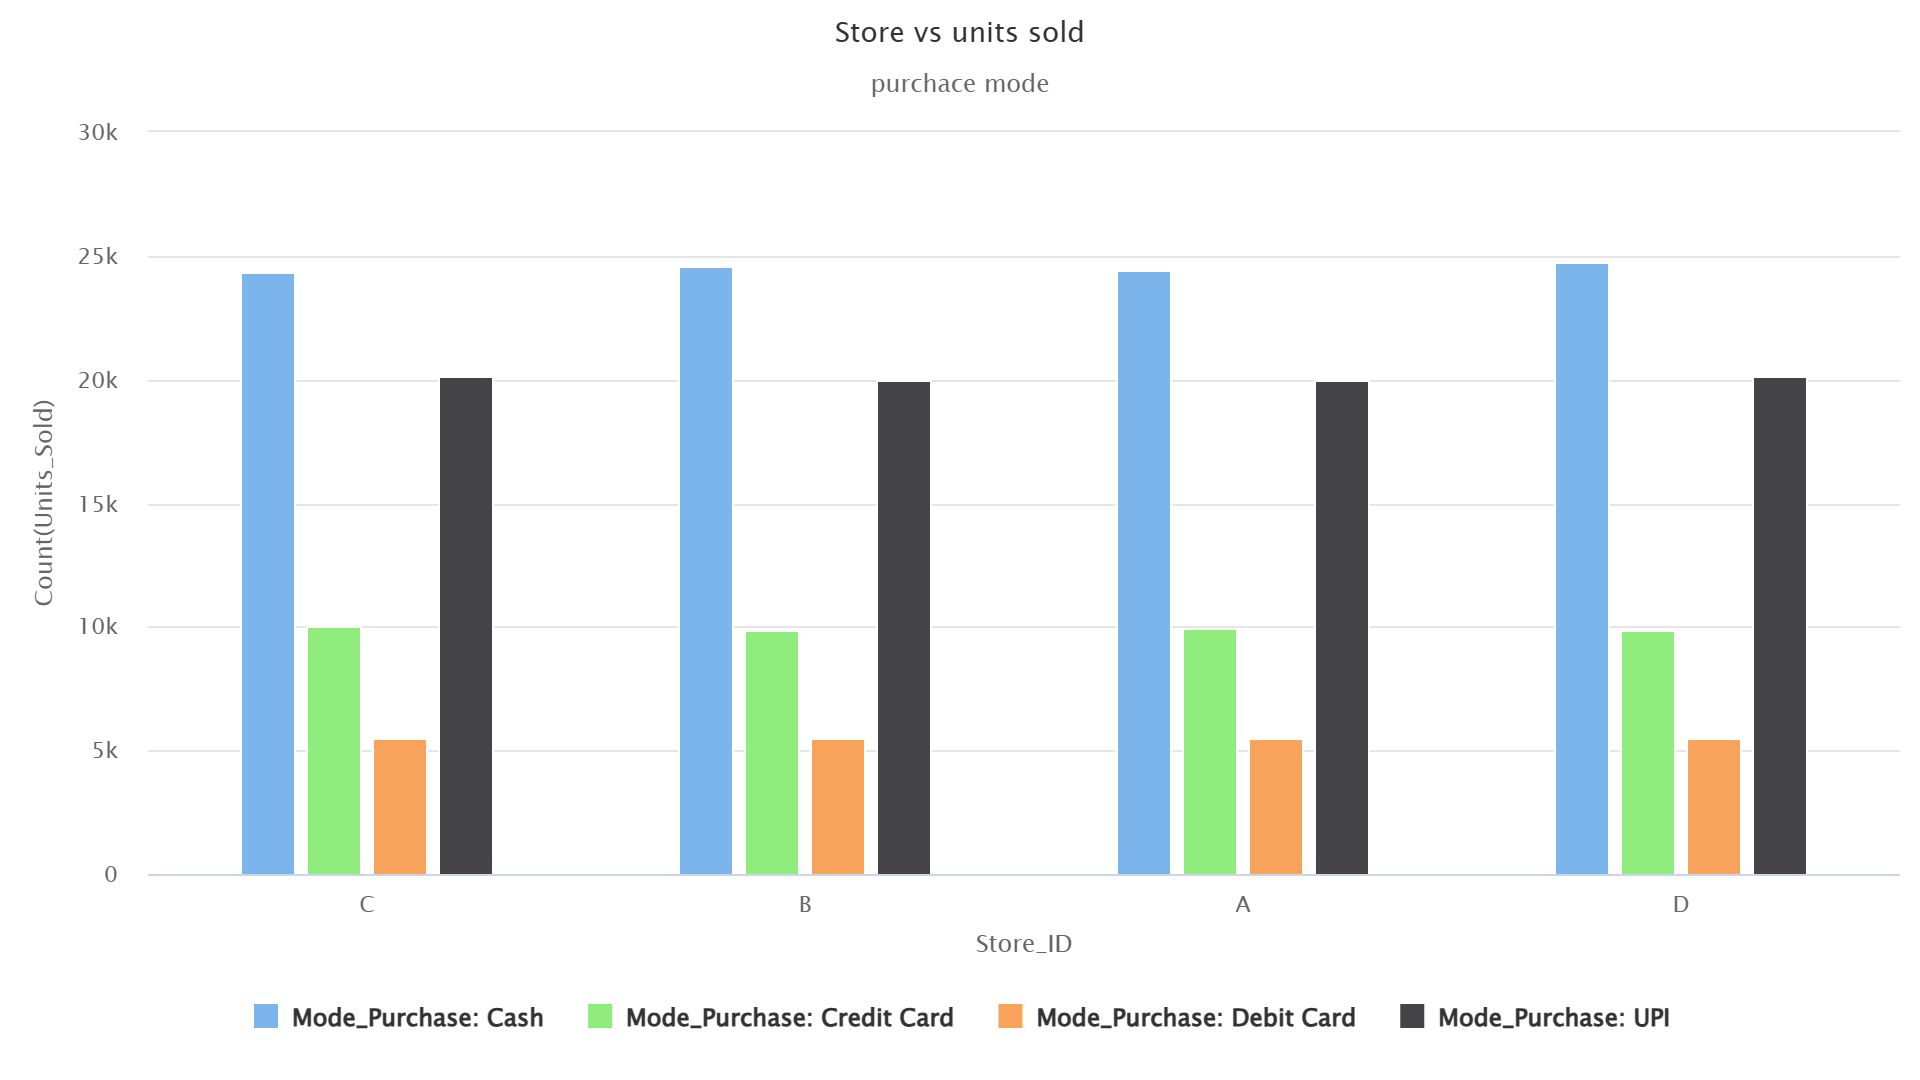 Store vs units sold
purchace mode
30k
25k
20k
15k
10k
5k
0
Count(Units_Sold)
C B A D
Store_ID
Mode_Purchase: Cash Mode_Purchase: Credit Card Mode_Purchase: Debit Card Mode_Purchase: UPI